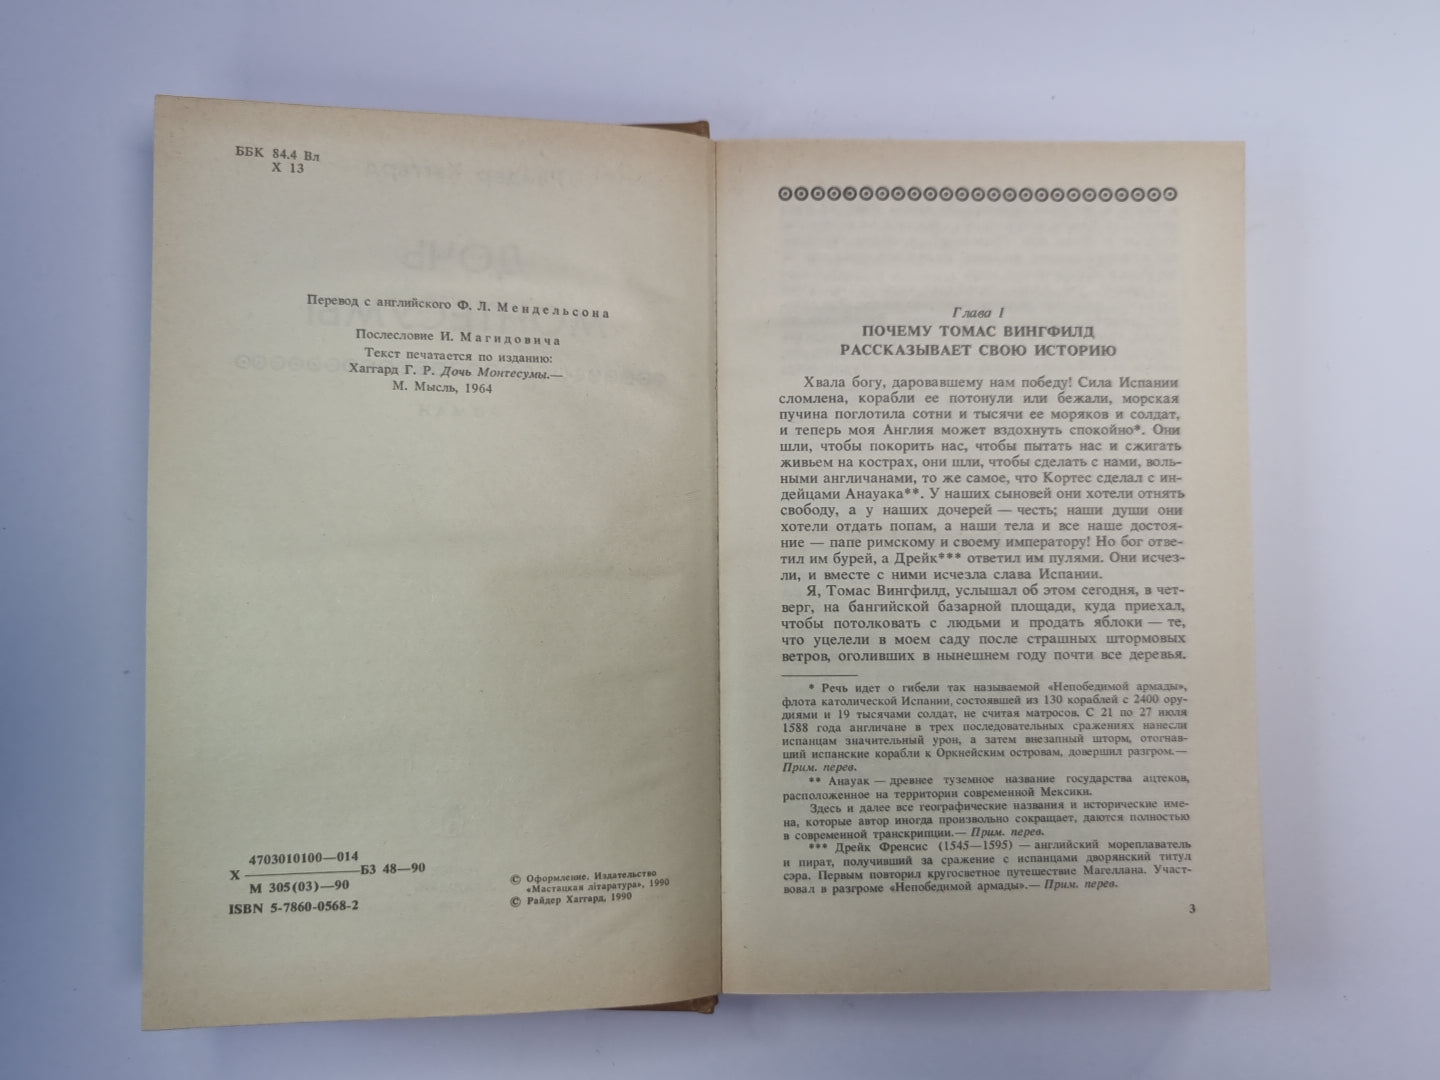 ББК 84.4 Вл
Х 13
Перевод с английского Ф. Л. Мендельсона
Послесловие И. Магидовича
Текст печатается по изданию:
Хаггард Г. Р. Дочь Монтесумы.—
М. Мысль, 1964
4703010100—014
Х ———— БЗ 48—90
М 305(03)—90
ISBN 5-7860-0568-2
© Оформление. Издательство
«Мастацкая літаратура», 1990
© Райдер Хаггард, 1990
Глава I
ПОЧЕМУ ТОМАС ВИНГФИЛД
РАССКАЗЫВАЕТ СВОЮ ИСТОРИЮ
Хвала богу, даровавшему нам победу! Сила Испании
сломлена, корабли ее потонули или бежали, морская
пучина поглотила сотни и тысячи ее моряков и солдат,
и теперь моя Англия может вздохнуть спокойно*. Они
шли, чтобы покорить нас, чтобы пытать нас и сжигать
живьем на кострах, они шли, чтобы сделать с нами, воль-
ными англичанами, то же самое, что Кортес сделал с ин-
дейцами Анауака**. У наших сыновей они хотели отнять
свободу, а у наших дочерей — честь; наши души они
хотели отдать попам, а наши тела и все наше достоя-
ние — папе римскому и своему императору! Но бог отве-
тил им бурей, а Дрейк*** ответил им пулями. Они исчез-
ли, и вместе с ними исчезла слава Испании.
Я, Томас Вингфилд, услышал об этом сегодня, в чет-
верг, на бангийской базарной площади, куда приехал,
чтобы потолковать с людьми и продать яблоки — те,
что уцелели в моем саду после страшных штормовых
ветров, оголивших в нынешнем году почти все деревья.
* Речь идет о гибели так называемой «Непобедимой армады»,
флота католической Испании, состоявшей из 130 кораблей с 2400 ору-
диями и 19 тысячами солдат, не считая матросов. С 21 по 27 июля
1588 года англичане в трех последовательных сражениях нанесли
испанцам значительный урон, а затем внезапный шторм, отогнав-
ший испанские корабли к Оркнейским островам, довершил разгром.—
Прим. перев.
** Анауак — древнее туземное название государства ацтеков,
расположенное на территории современной Мексики.
Здесь и далее все географические названия и исторические име-
на, которые автор иногда произвольно сокращает, даются полностью
в современной транскрипции.— Прим. перев.
*** Дрейк Френсис (1545—1595) — английский мореплаватель
и пират, получивший за сражение с испанцами дворянский титул
сэра. Первым повторил кругосветное путешествие Магеллана. Участ-
вовал в разгроме «Непобедимой армады».— Прим. перев.
3